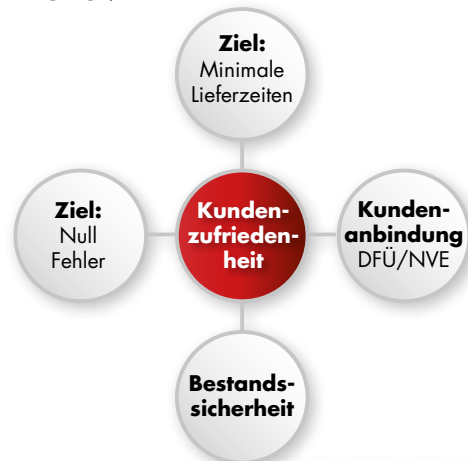 Ziel:
Minimale
Lieferzeiten
Ziel:
Null
Fehler
Kunden-
zufrieden-
heit
Kunden-
anbindung
DFÜ/NVE
Bestands-
sicherheit